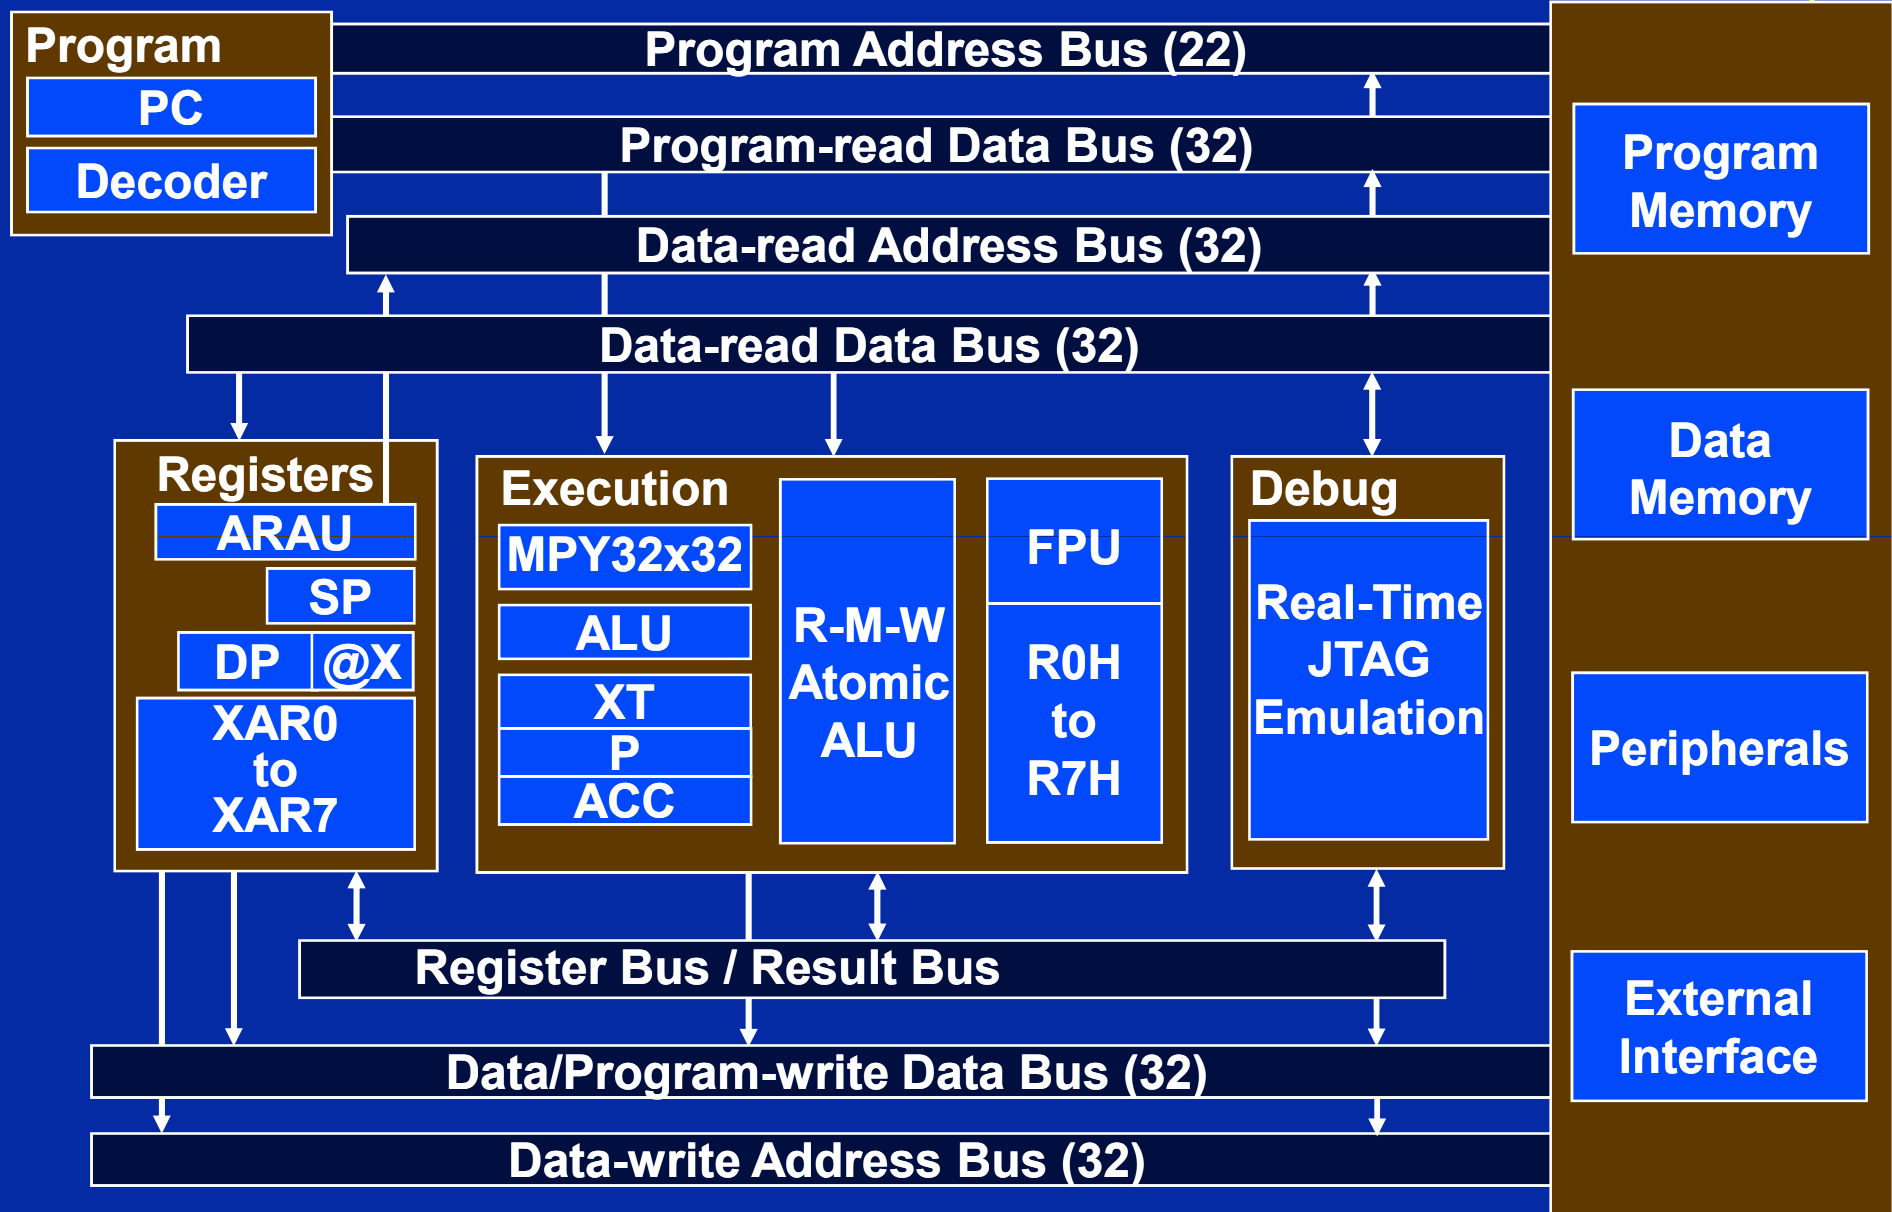 Program
PC
Decoder
Program Address Bus (22)
Program-read Data Bus (32)
Data-read Address Bus (32)
Data-read Data Bus (32)
Registers
ARAU
SP
DP
@X
XAR0
to
XAR7
Execution
MPY32x32
ALU
XT
P
ACC
R-M-W
Atomic
ALU
FPU
R0H
to
R7H
Debug
Real-Time
JTAG
Emulation
Register Bus / Result Bus
Data/Program-write Data Bus (32)
Data-write Address Bus (32)
Program
Memory
Data
Memory
Peripherals
External
Interface